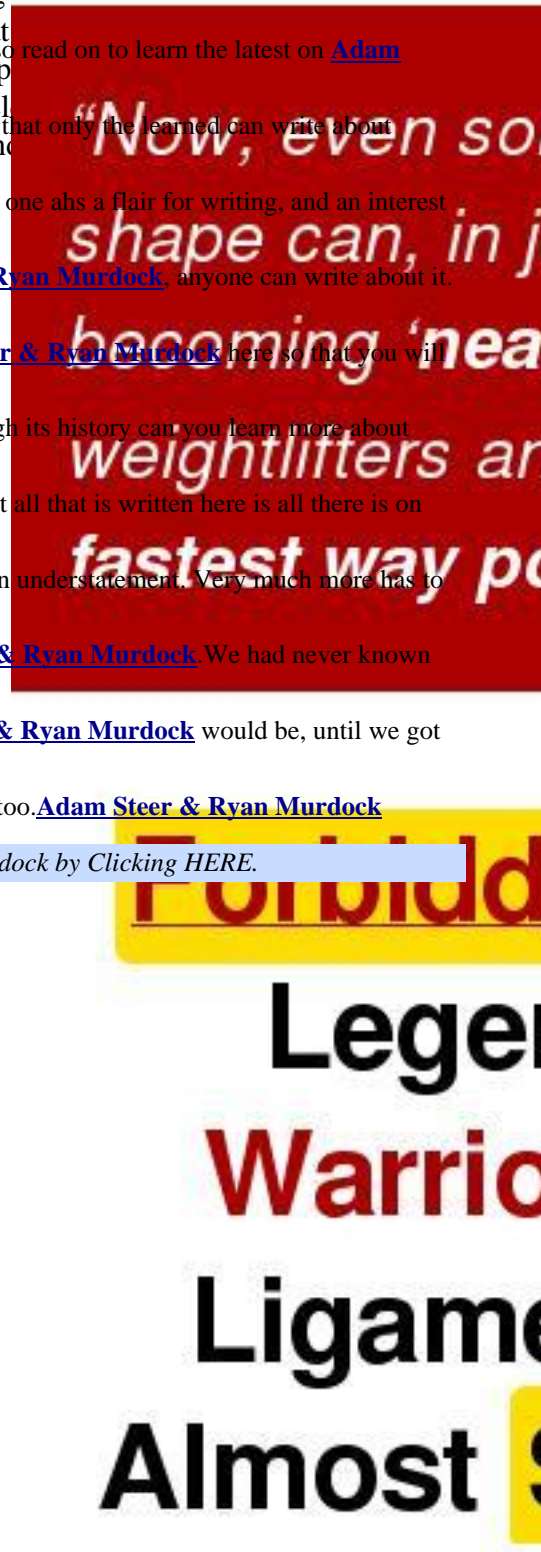 so read on to learn the latest on Adam
that only the learned can write about
“Now, even so
one ahs a flair for writing, and an interest
shape can, in j
Ryan Murdock, anyone can write about it.
& Ryan Murdock here so that you will
becoming ‘nea
its history can you learn more about
weightlifters an
all that is written here is all there is on
fastest way po
understatement. Very much more has to
& Ryan Murdock.We had never known
& Ryan Murdock would be, until we got
too.Adam Steer & Ryan Murdock
dock by Clicking HERE.
Forbidd
Legen
Warrio
Ligame
Almost S